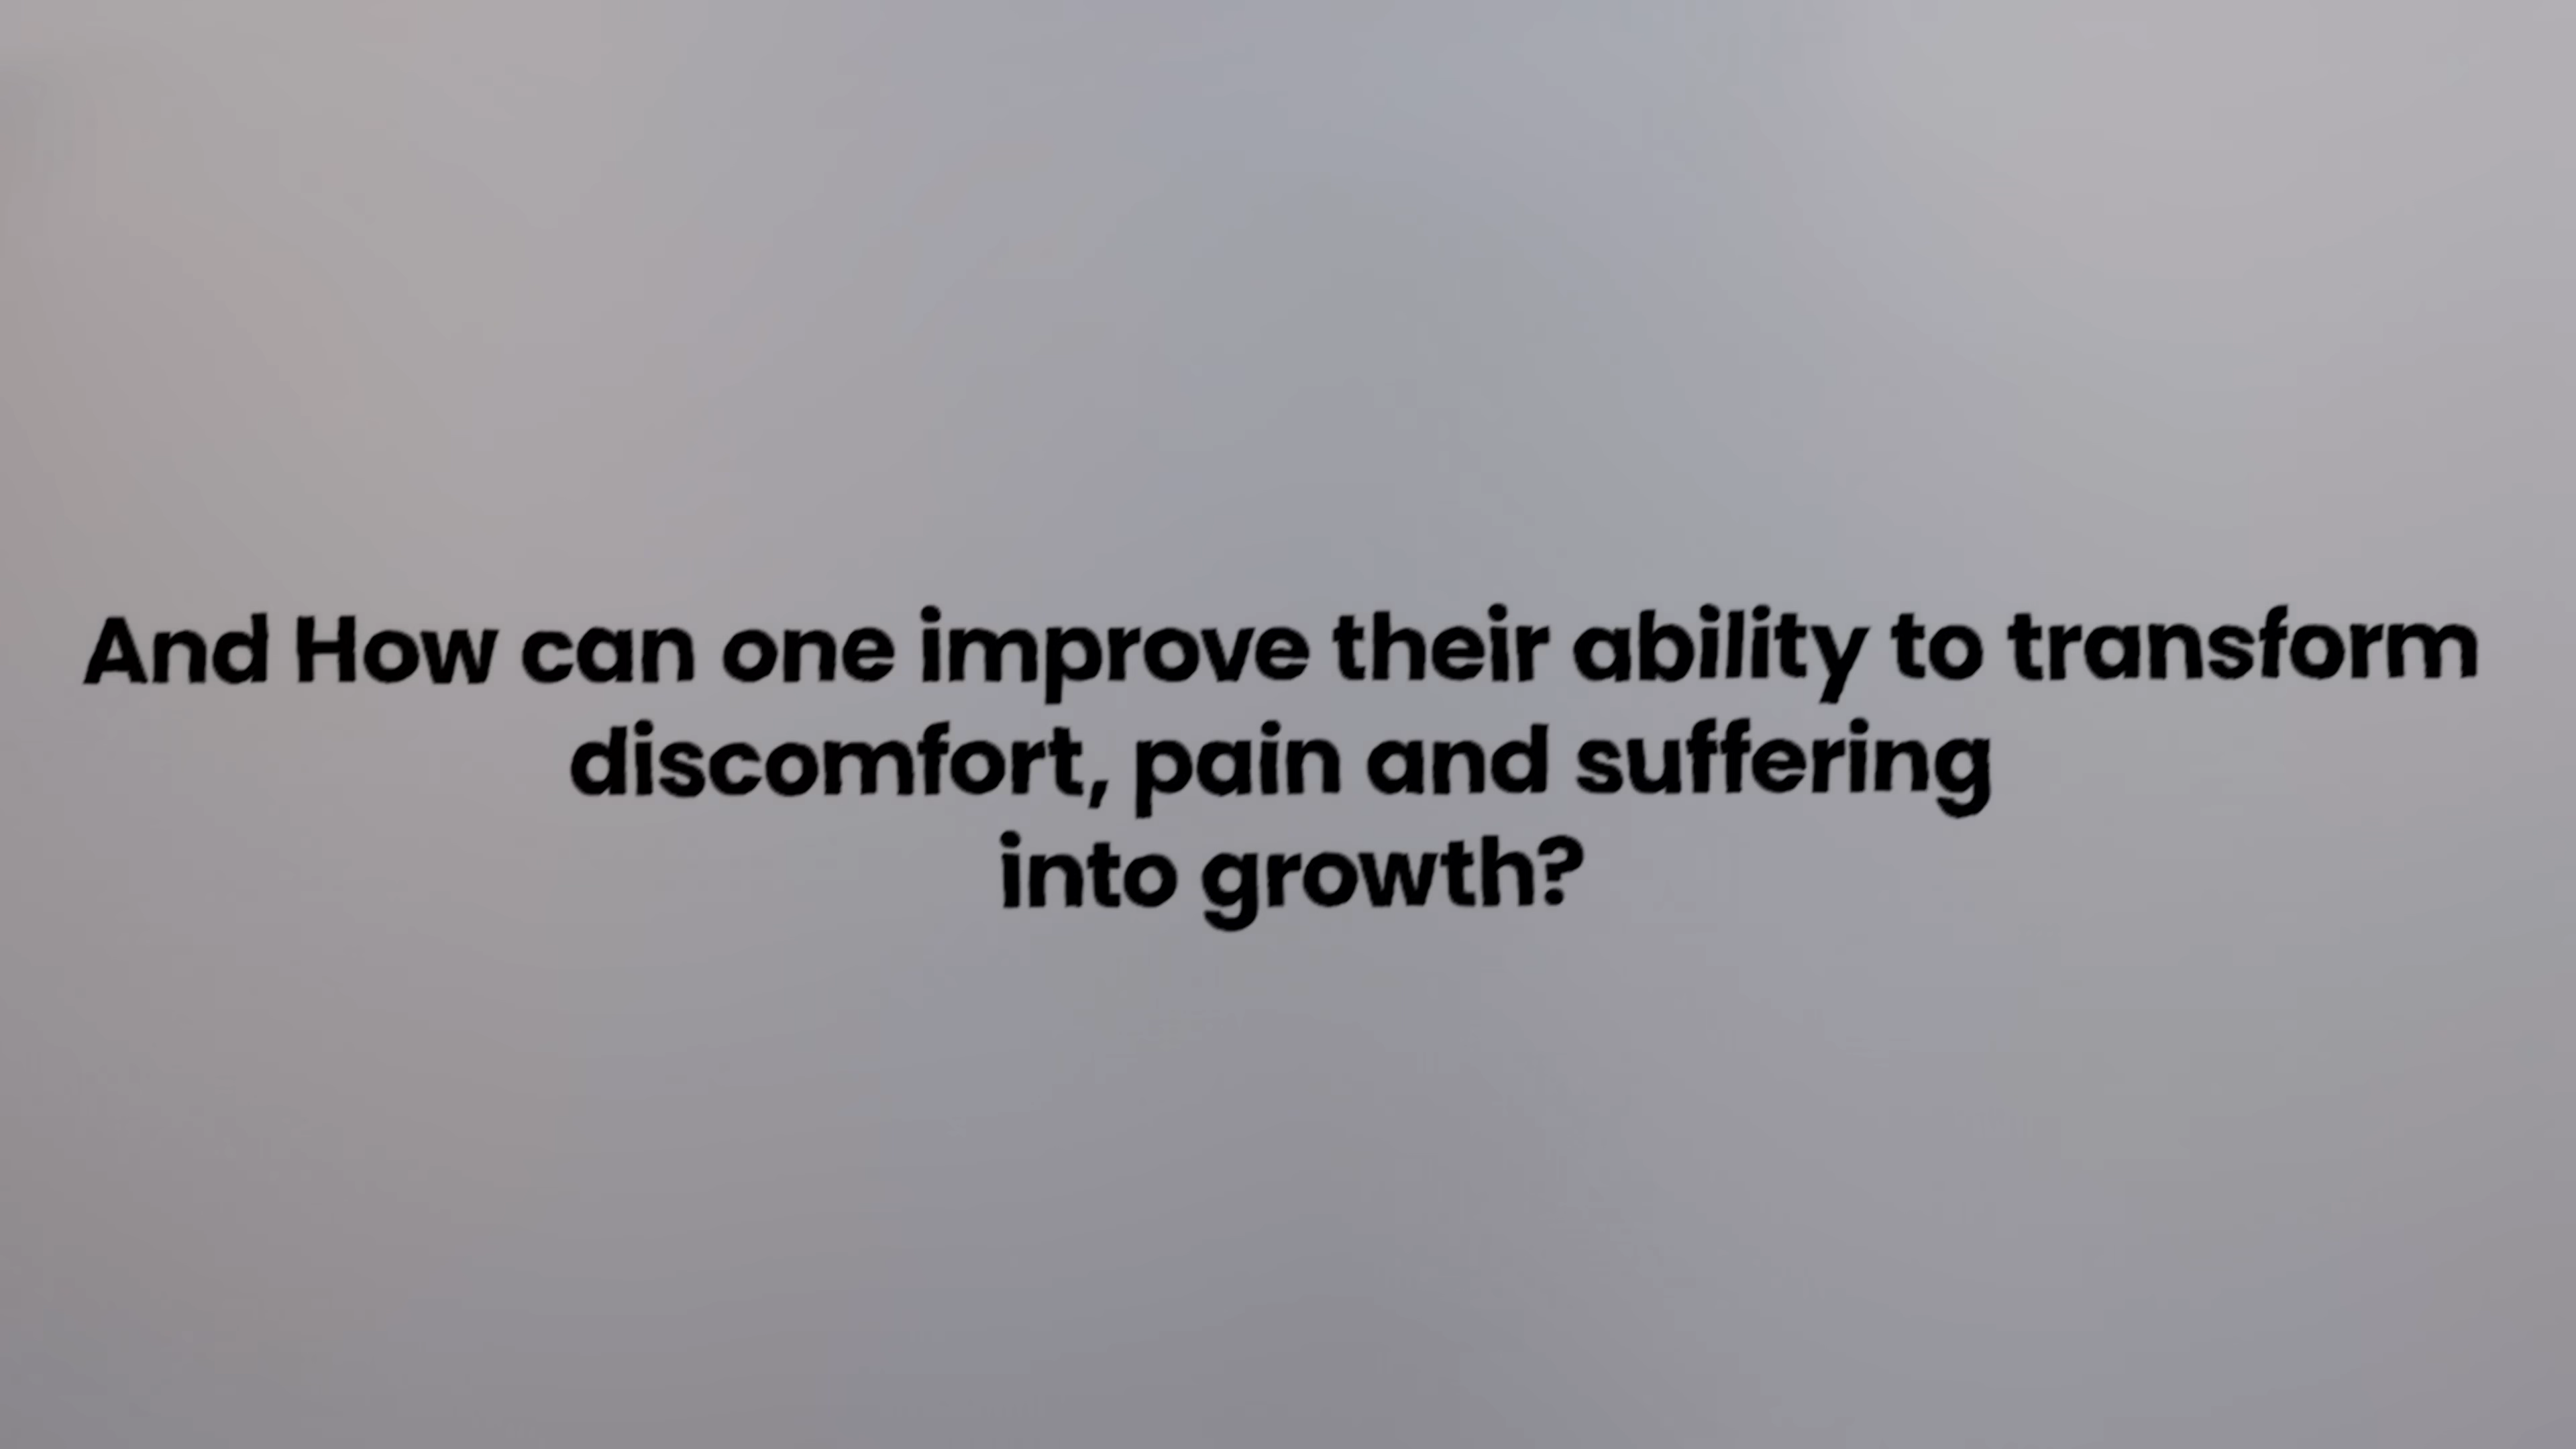 And How can one improve their ability to transform
discomfort, pain and suffering
into growth?